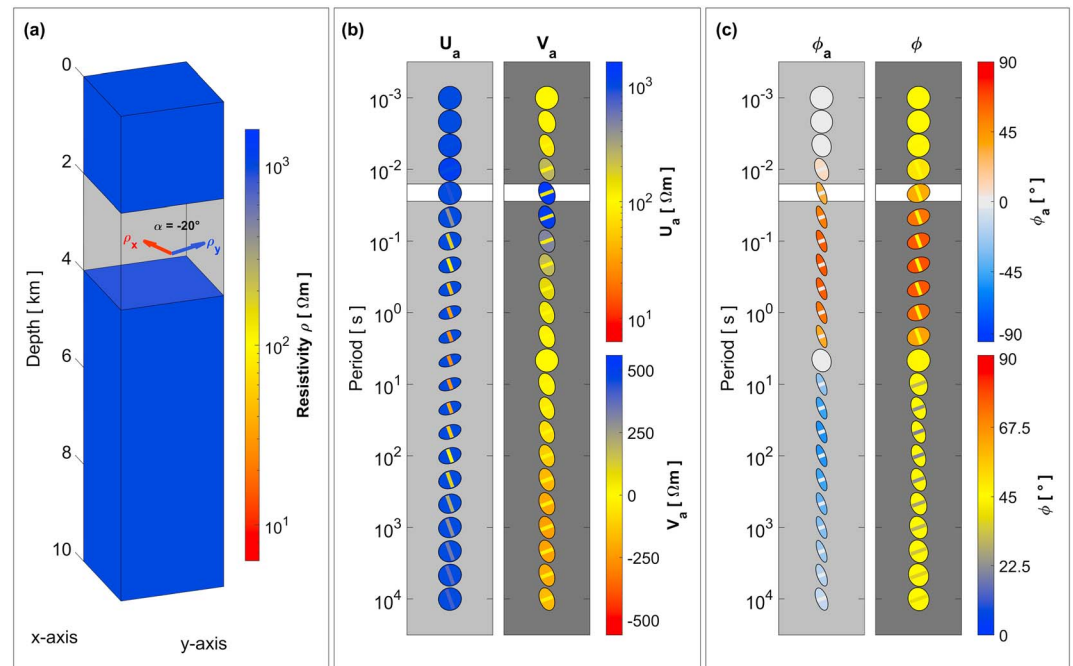 (a)
0
2
4
6
8
10
Depth [ km]
x-axis
y-axis
α = -20°
ρx
ρy
10³
10²
10¹
Resistivity ρ [ Ωm]
(b)
Uₐ
Vₐ
10⁻³
10⁻²
10⁻¹
10⁰
10¹
10²
10³
10⁴
Period [ s]
10³
10²
10¹
Uₐ [ Ωm]
500
250
0
-250
-500
Vₐ [ Ωm]
(c)
ϕₐ
ϕ
10⁻³
10⁻²
10⁻¹
10⁰
10¹
10²
10³
10⁴
Period [ s]
90
45
0
-45
-90
ϕₐ [°]
90
67.5
45
22.5
0
ϕ [°]